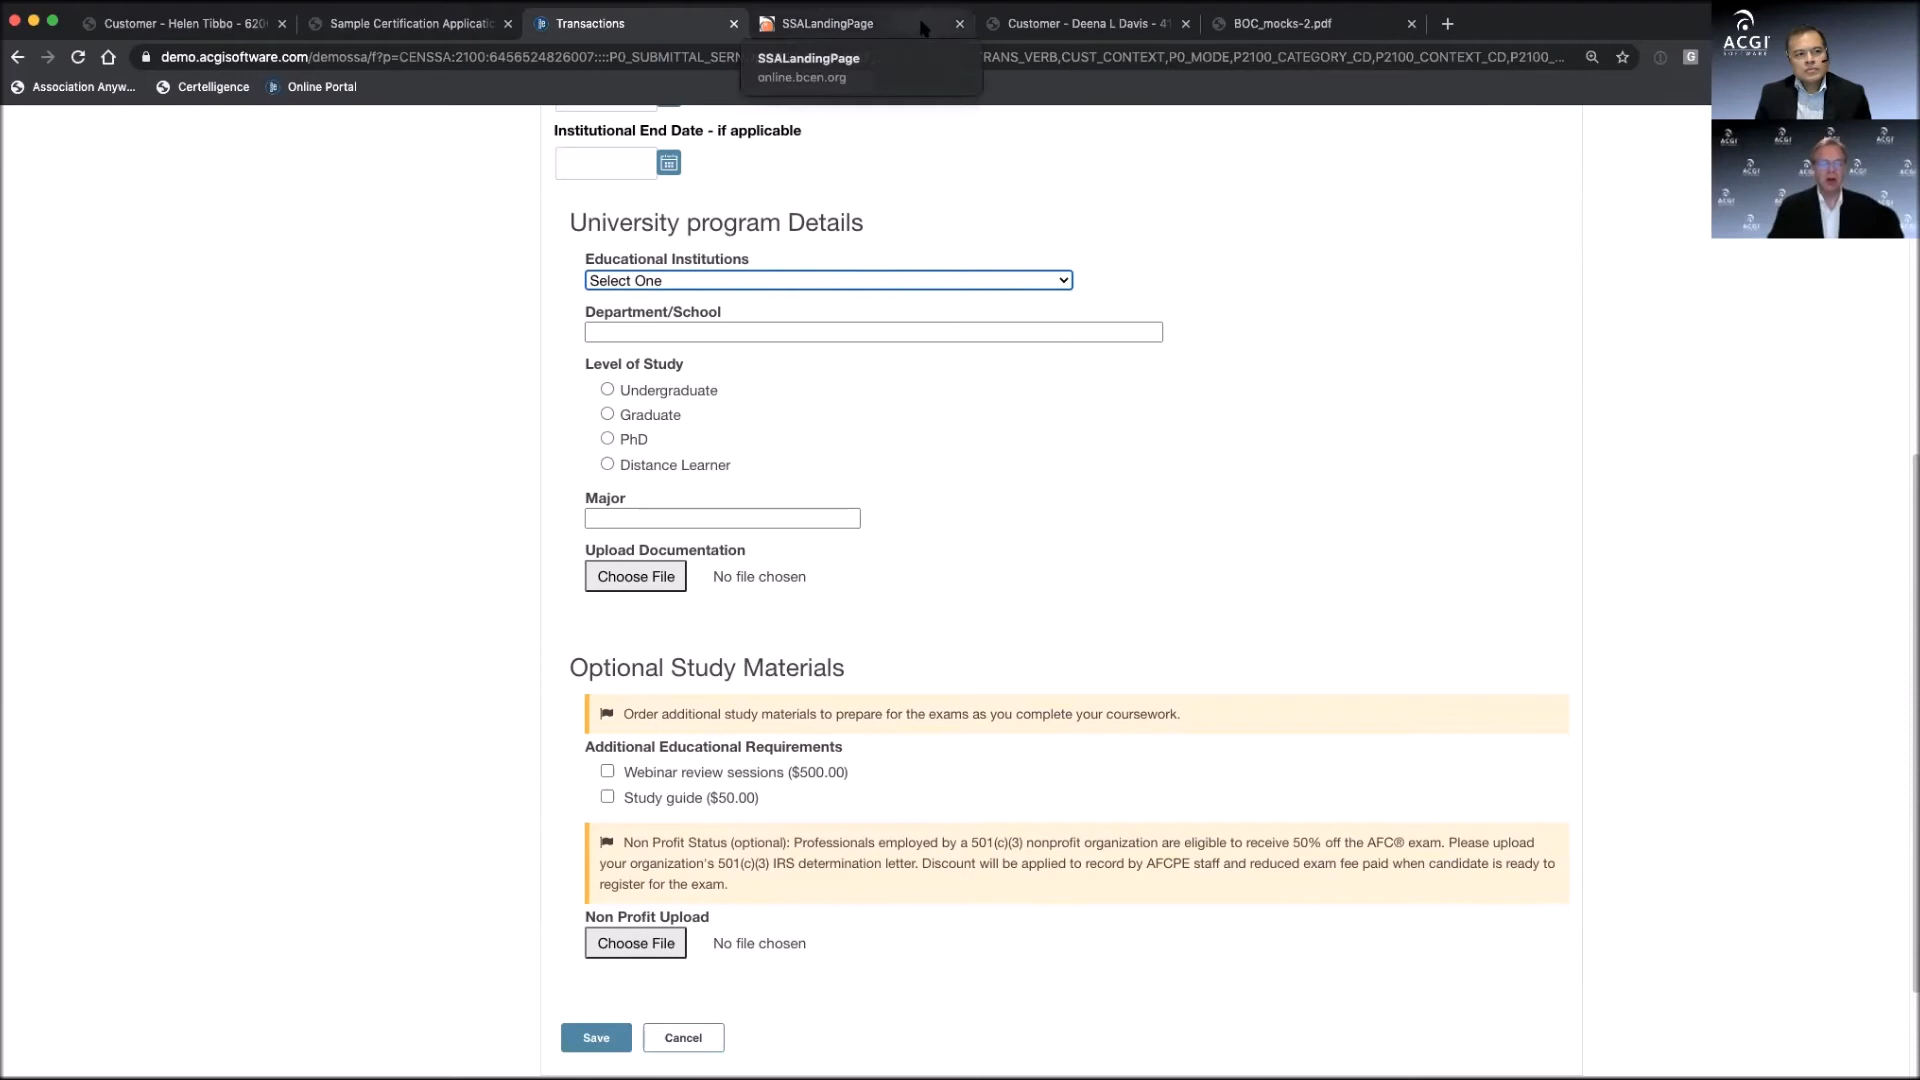 Customer - Helen Tibbo - 620
Sample Certification Applicatic
Transactions
SSALandingPage
Customer - Deena L Davis - 41
BOC_mocks-2.pdf
demo.acgisoftware.com/demossa/f?p=CENSSA:2100:6456524826007::::P0_SUBMITTAL_SERN
TRANS_VERB,CUST_CONTEXT,P0_MODE,P2100_CATEGORY_CD,P2100_CONTEXT_CD,P2100_...
SSALandingPage
online.bcen.org
Association Anyw...
Certelligence
Online Portal
G
ACGI
SOFTWARE
Institutional End Date - if applicable
University program Details
Educational Institutions
Select One
Department/School
Level of Study
Undergraduate
Graduate
PhD
Distance Learner
Major
Upload Documentation
Choose File
No file chosen
Optional Study Materials
Order additional study materials to prepare for the exams as you complete your coursework.
Additional Educational Requirements
Webinar review sessions ($500.00)
Study guide ($50.00)
Non Profit Status (optional): Professionals employed by a 501(c)(3) nonprofit organization are eligible to receive 50% off the AFC® exam. Please upload
your organization's 501(c)(3) IRS determination letter. Discount will be applied to record by AFCPE staff and reduced exam fee paid when candidate is ready to
register for the exam.
Non Profit Upload
Choose File
No file chosen
Save
Cancel